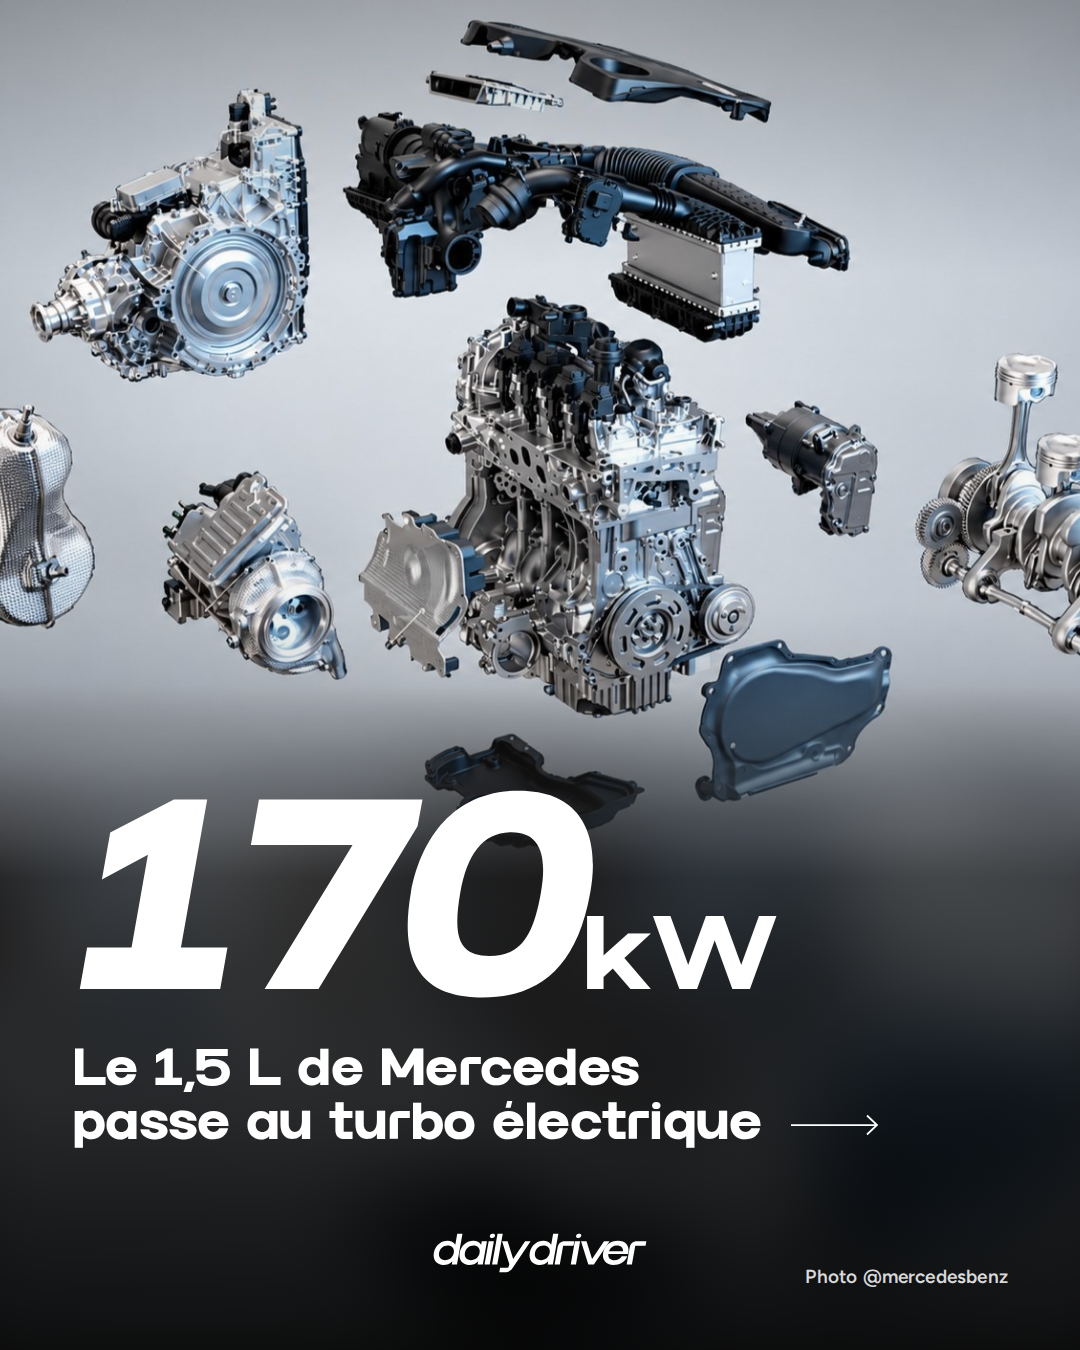 170kW
Le 1,5 L de Mercedes
passe au turbo électrique
dailydriver
Photo @mercedesbenz